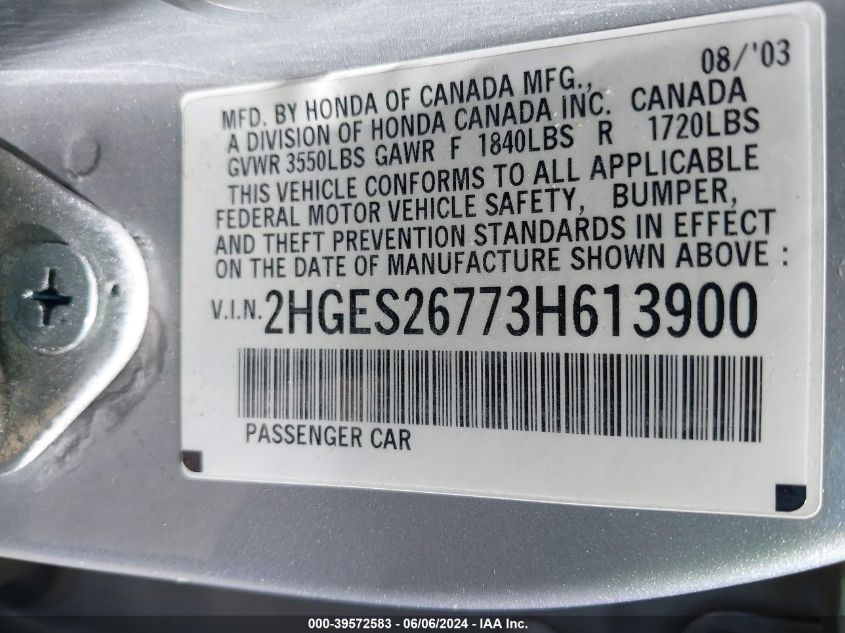 08/'03
MFD. BY HONDA OF CANADA MFG.,
A DIVISION OF HONDA CANADA INC. CANADA
GVWR 3550LBS GAWR F 1840LBS R 1720LBS
THIS VEHICLE CONFORMS TO ALL APPLICABLE
FEDERAL MOTOR VEHICLE SAFETY, BUMPER,
AND THEFT PREVENTION STANDARDS IN EFFECT
ON THE DATE OF MANUFACTURE SHOWN ABOVE :
V.I.N. 2HGES26773H613900
PASSENGER CAR
000-39572583 - 06/06/2024 - IAA Inc.